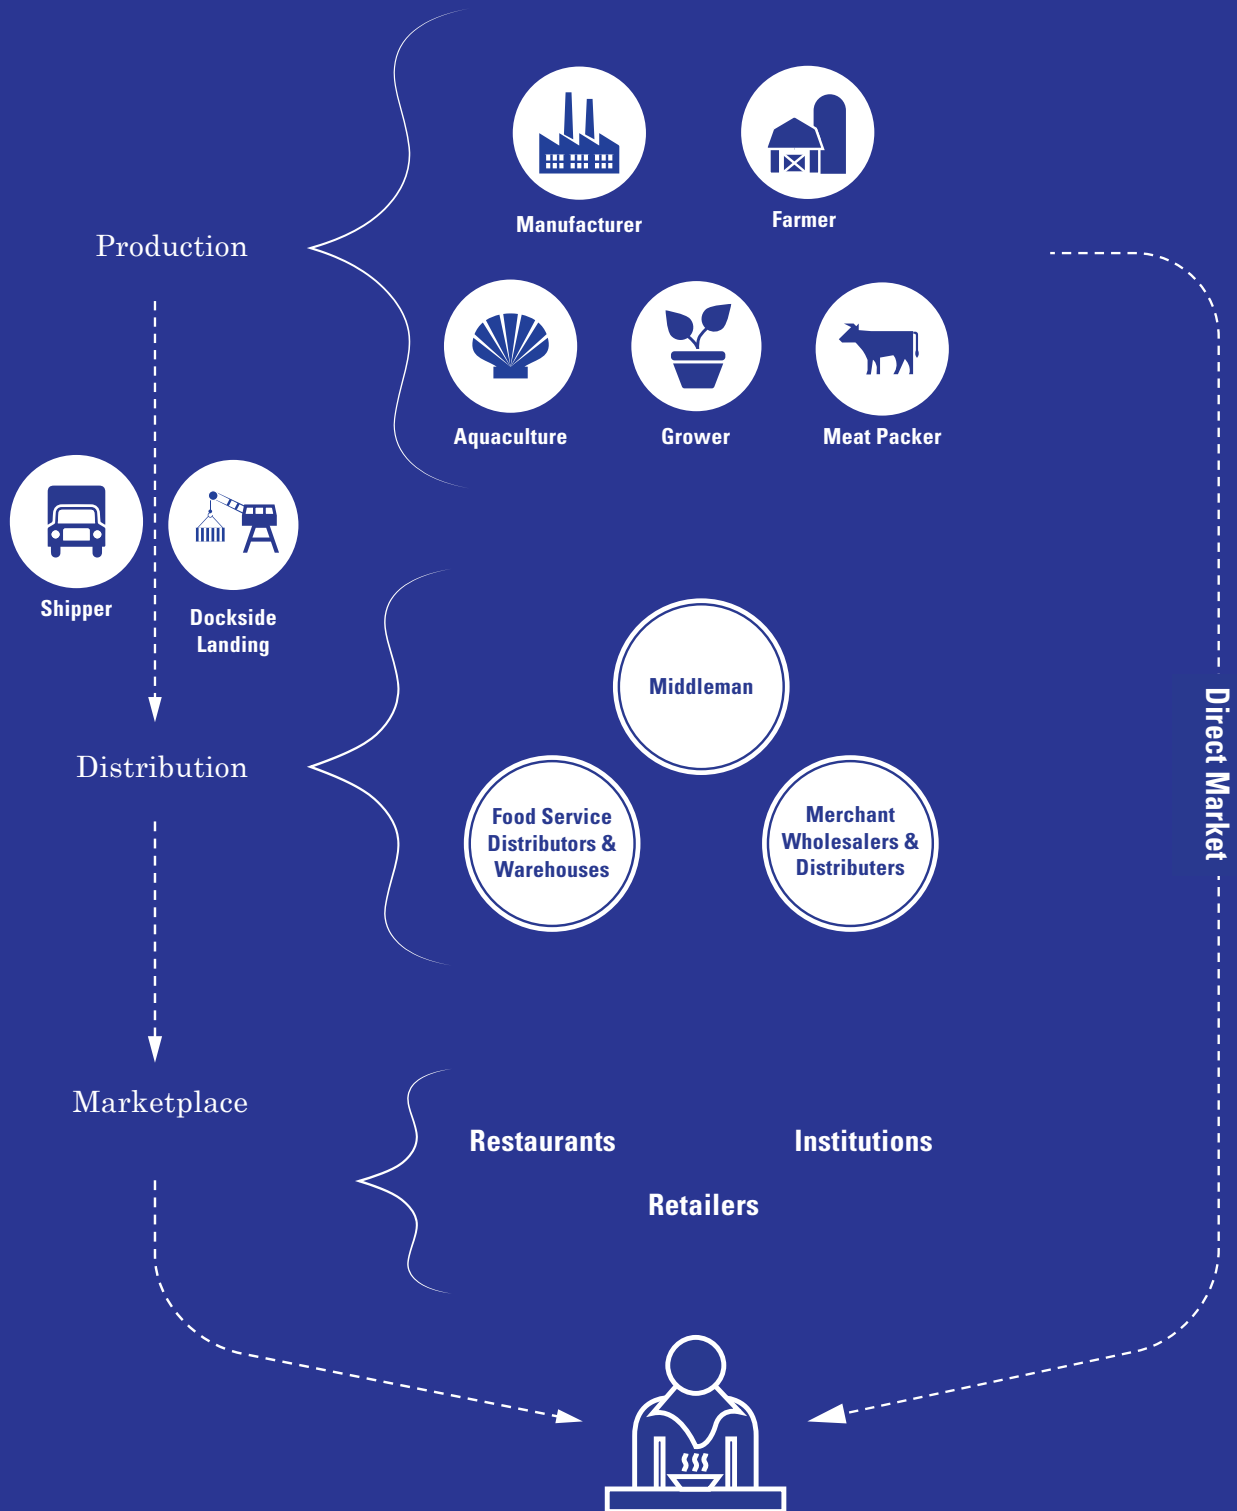 Manufacturer
Farmer
Production
Aquaculture
Grower
Meat Packer
Shipper
Dockside
Landing
Middleman
Direct Market
Distribution
Food Service
Distributors &
Warehouses
Merchant
Wholesalers &
Distributers
Marketplace
Restaurants
Institutions
Retailers